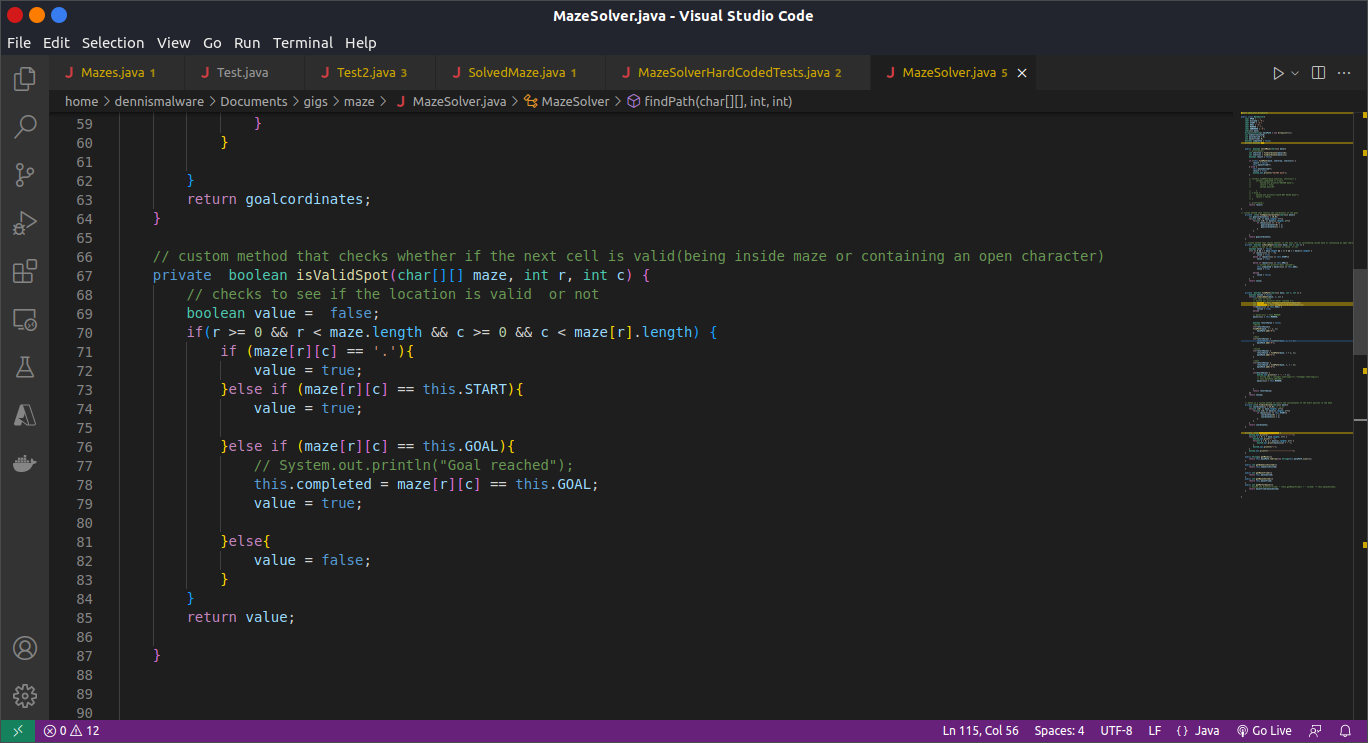 MazeSolver.java - Visual Studio Code
File Edit Selection View Go Run Terminal Help
J Mazes.java 1 J Test.java J Test2.java 3 J SolvedMaze.java 1 J MazeSolverHardCodedTests.java 2 J MazeSolver.java 5
home > dennismalware > Documents > gigs > maze > J MazeSolver.java > MazeSolver > findPath(char[][], int, int)
59 }
60 }
61
62 }
63 return goalcordinates;
64 }
65
66 // custom method that checks whether if the next cell is valid(being inside maze or containing an open character)
67 private  boolean isValidSpot(char[][] maze, int r, int c) {
68 // checks to see if the location is valid  or not
69 boolean value =  false;
70 if(r >= 0 && r < maze.length && c >= 0 && c < maze[r].length) {
71 if (maze[r][c] == '.'){
72 value = true;
73 }else if (maze[r][c] == this.START){
74 value = true;
75
76 }else if (maze[r][c] == this.GOAL){
77 // System.out.println("Goal reached");
78 this.completed = maze[r][c] == this.GOAL;
79 value = true;
80
81 }else{
82 value = false;
83 }
84 }
85 return value;
86
87 }
88
89
90
0 12 Ln 115, Col 56 Spaces: 4 UTF-8 LF {} Java Go Live